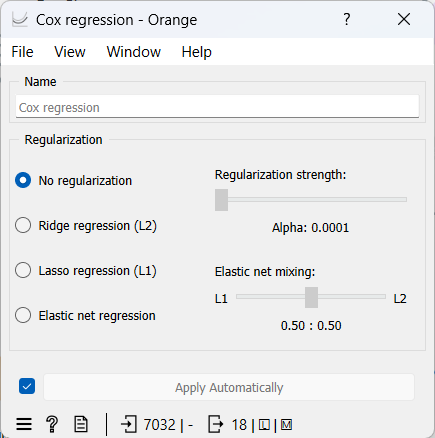 Cox regression - Orange
File View Window Help
Name
Cox regression
Regularization
No regularization
Ridge regression (L2)
Lasso regression (L1)
Elastic net regression
Regularization strength:
Alpha: 0.0001
Elastic net mixing:
L1 L2
0.50 : 0.50
Apply Automatically
? 7032 | - 18 | L | M